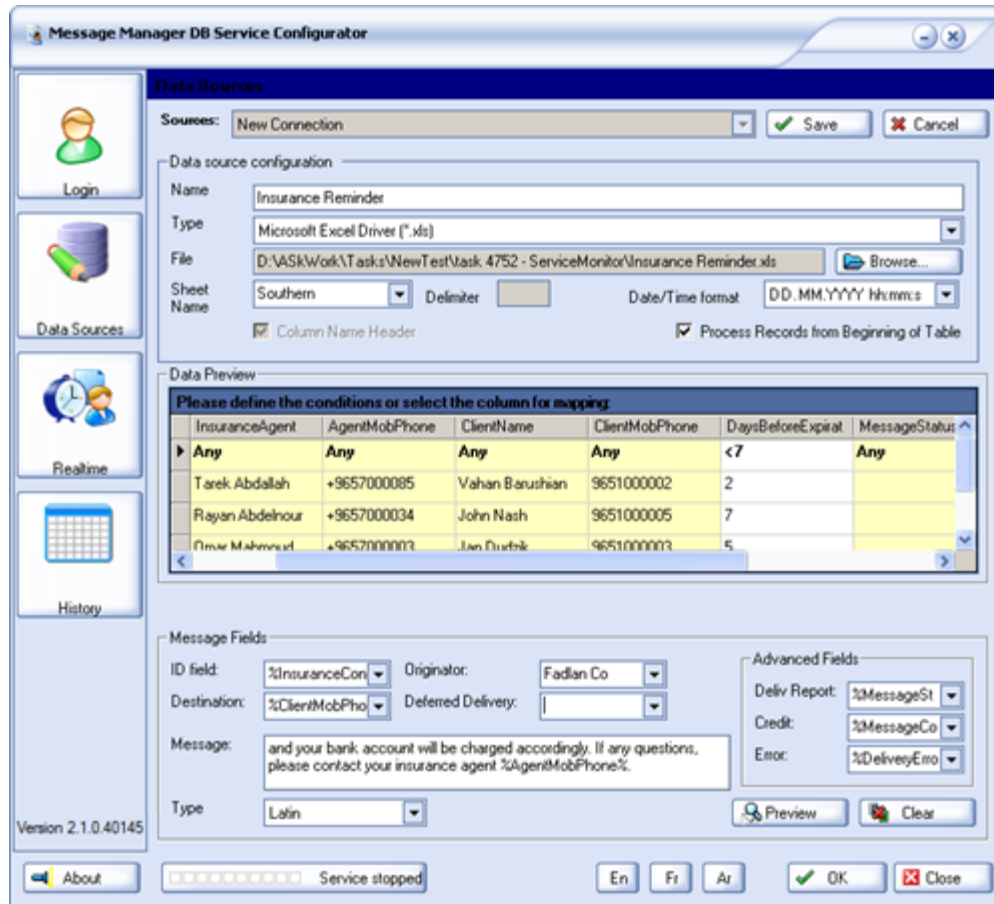 Message Manager DB Service Configurator
Data Sources
Sources: New Connection Save Cancel
Login
Data source configuration
Name Insurance Reminder
Type Microsoft Excel Driver (*.xls)
File D:\ASkWork\Tasks\NewTest\task 4752 - ServiceMonitor\Insurance Reminder.xls Browse...
Sheet Name Southern Delimiter Date/Time format DD.MM.YYYY hh:mm:s
Data Sources
Column Name Header Process Records from Beginning of Table
Data Preview
Please define the conditions or select the column for mapping:
InsuranceAgent AgentMobPhone ClientName ClientMobPhone DaysBeforeExpirat MessageStatus
Any Any Any Any <7 Any
Realtime
Tarek Abdallah +9657000085 Vahan Barushian 9651000002 2
Rayan Abdelnour +9657000034 John Nash 9651000005 7
Omar Mahmoud +9657000003 Jan Dudzik 9651000003 5
History
Message Fields
ID field: %InsuranceCon Originator: Fadlan Co
Destination: %ClientMobPho Deferred Delivery:
Advanced Fields
Deliv Report: %MessageSt
Credit: %MessageCo
Error: %DeliveryErro
Message: and your bank account will be charged accordingly. If any questions,
please contact your insurance agent %AgentMobPhone%.
Type Latin Preview Clear
Version 2.1.0.40145
About Service stopped En Fr Ar OK Close